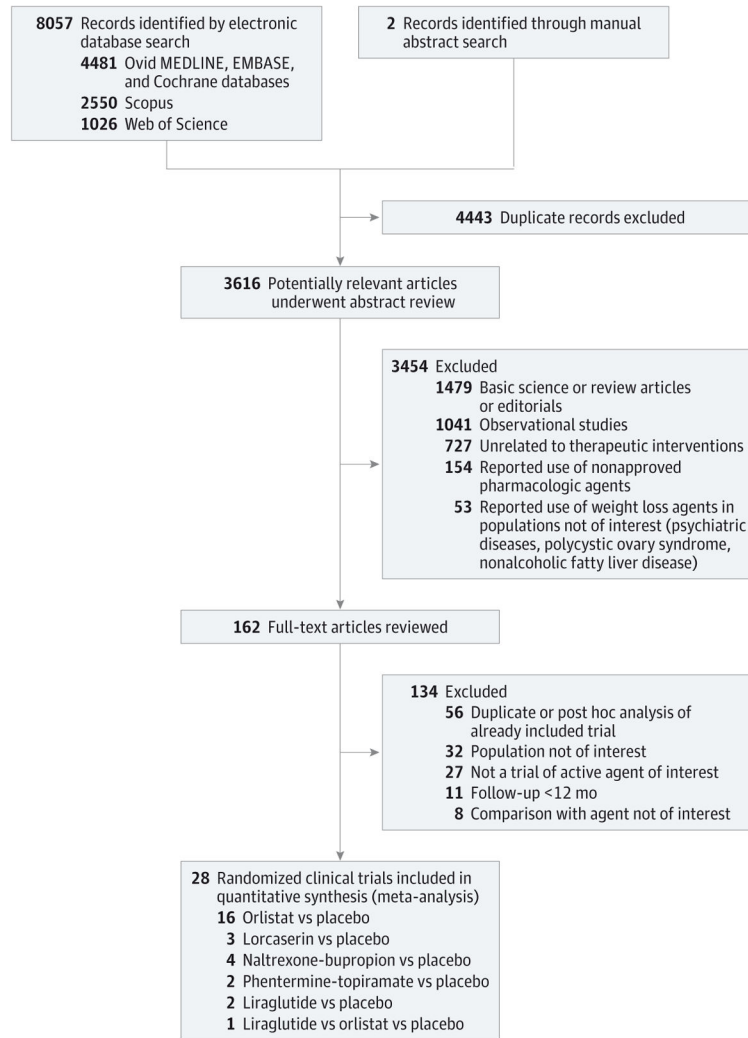 8057 Records identified by electronic
database search
4481 Ovid MEDLINE, EMBASE,
and Cochrane databases
2550 Scopus
1026 Web of Science
2 Records identified through manual
abstract search
4443 Duplicate records excluded
3616 Potentially relevant articles
underwent abstract review
3454 Excluded
1479 Basic science or review articles
or editorials
1041 Observational studies
727 Unrelated to therapeutic interventions
154 Reported use of nonapproved
pharmacologic agents
53 Reported use of weight loss agents in
populations not of interest (psychiatric
diseases, polycystic ovary syndrome,
nonalcoholic fatty liver disease)
162 Full-text articles reviewed
134 Excluded
56 Duplicate or post hoc analysis of
already included trial
32 Population not of interest
27 Not a trial of active agent of interest
11 Follow-up <12 mo
8 Comparison with agent not of interest
28 Randomized clinical trials included in
quantitative synthesis (meta-analysis)
16 Orlistat vs placebo
3 Lorcaserin vs placebo
4 Naltrexone-bupropion vs placebo
2 Phentermine-topiramate vs placebo
2 Liraglutide vs placebo
1 Liraglutide vs orlistat vs placebo